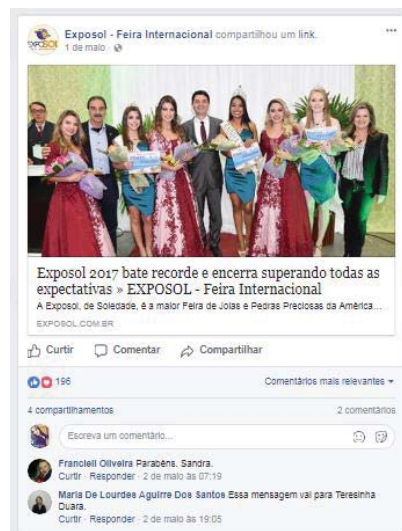 Exposol - Feira Internacional compartilhou um link.
1 de maio ·
EXPOSOL
Exposol 2017 bate recorde e encerra superando todas as
expectativas » EXPOSOL - Feira Internacional
A Exposol, de Soledade, é a maior Feira de Joias e Pedras Preciosas da América...
EXPOSOL.COM.BR
Curtir Comentar Compartilhar
196 Comentários mais relevantes
4 compartilhamentos 2 comentários
Escreva um comentário...
Francieli Oliveira Parabéns, Sandra.
Curtir · Responder · 2 de maio às 07:19
Maria De Lourdes Aguirre Dos Santos Essa mensagem vai para Teresinha
Duara.
Curtir · Responder · 2 de maio às 19:05